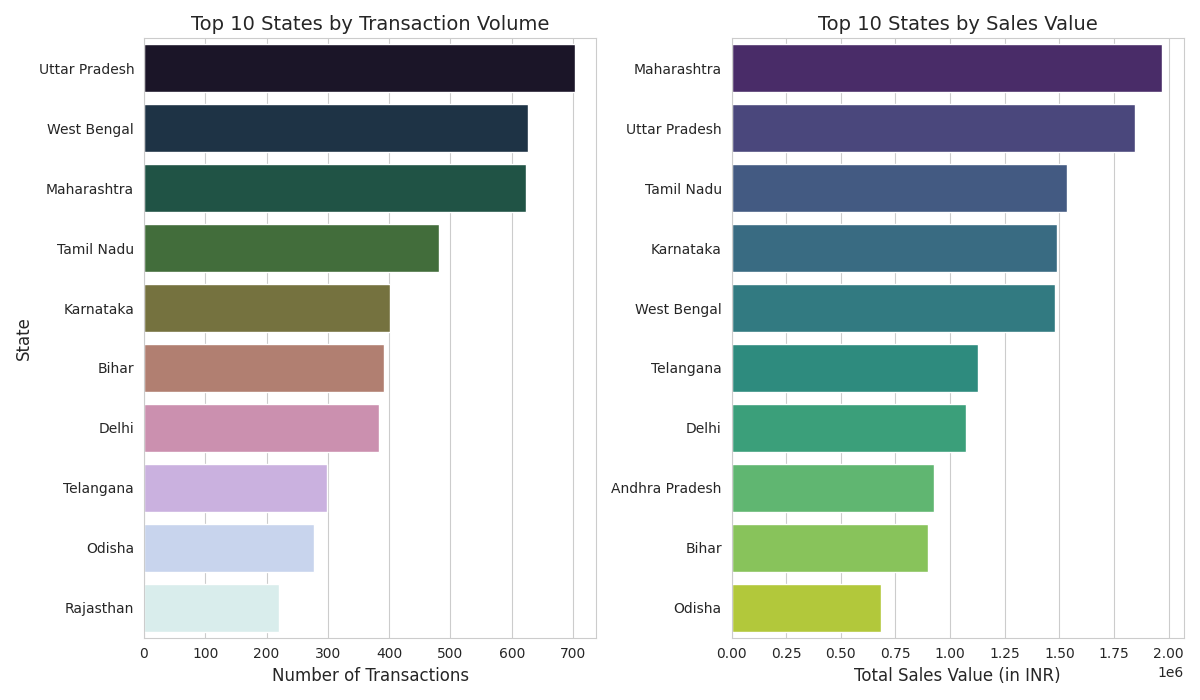 Top 10 States by Transaction Volume
State
Uttar Pradesh
West Bengal
Maharashtra
Tamil Nadu
Karnataka
Bihar
Delhi
Telangana
Odisha
Rajasthan
0 100 200 300 400 500 600 700
Number of Transactions
Top 10 States by Sales Value
Maharashtra
Uttar Pradesh
Tamil Nadu
Karnataka
West Bengal
Telangana
Delhi
Andhra Pradesh
Bihar
Odisha
0.00 0.25 0.50 0.75 1.00 1.25 1.50 1.75 2.00
1e6
Total Sales Value (in INR)